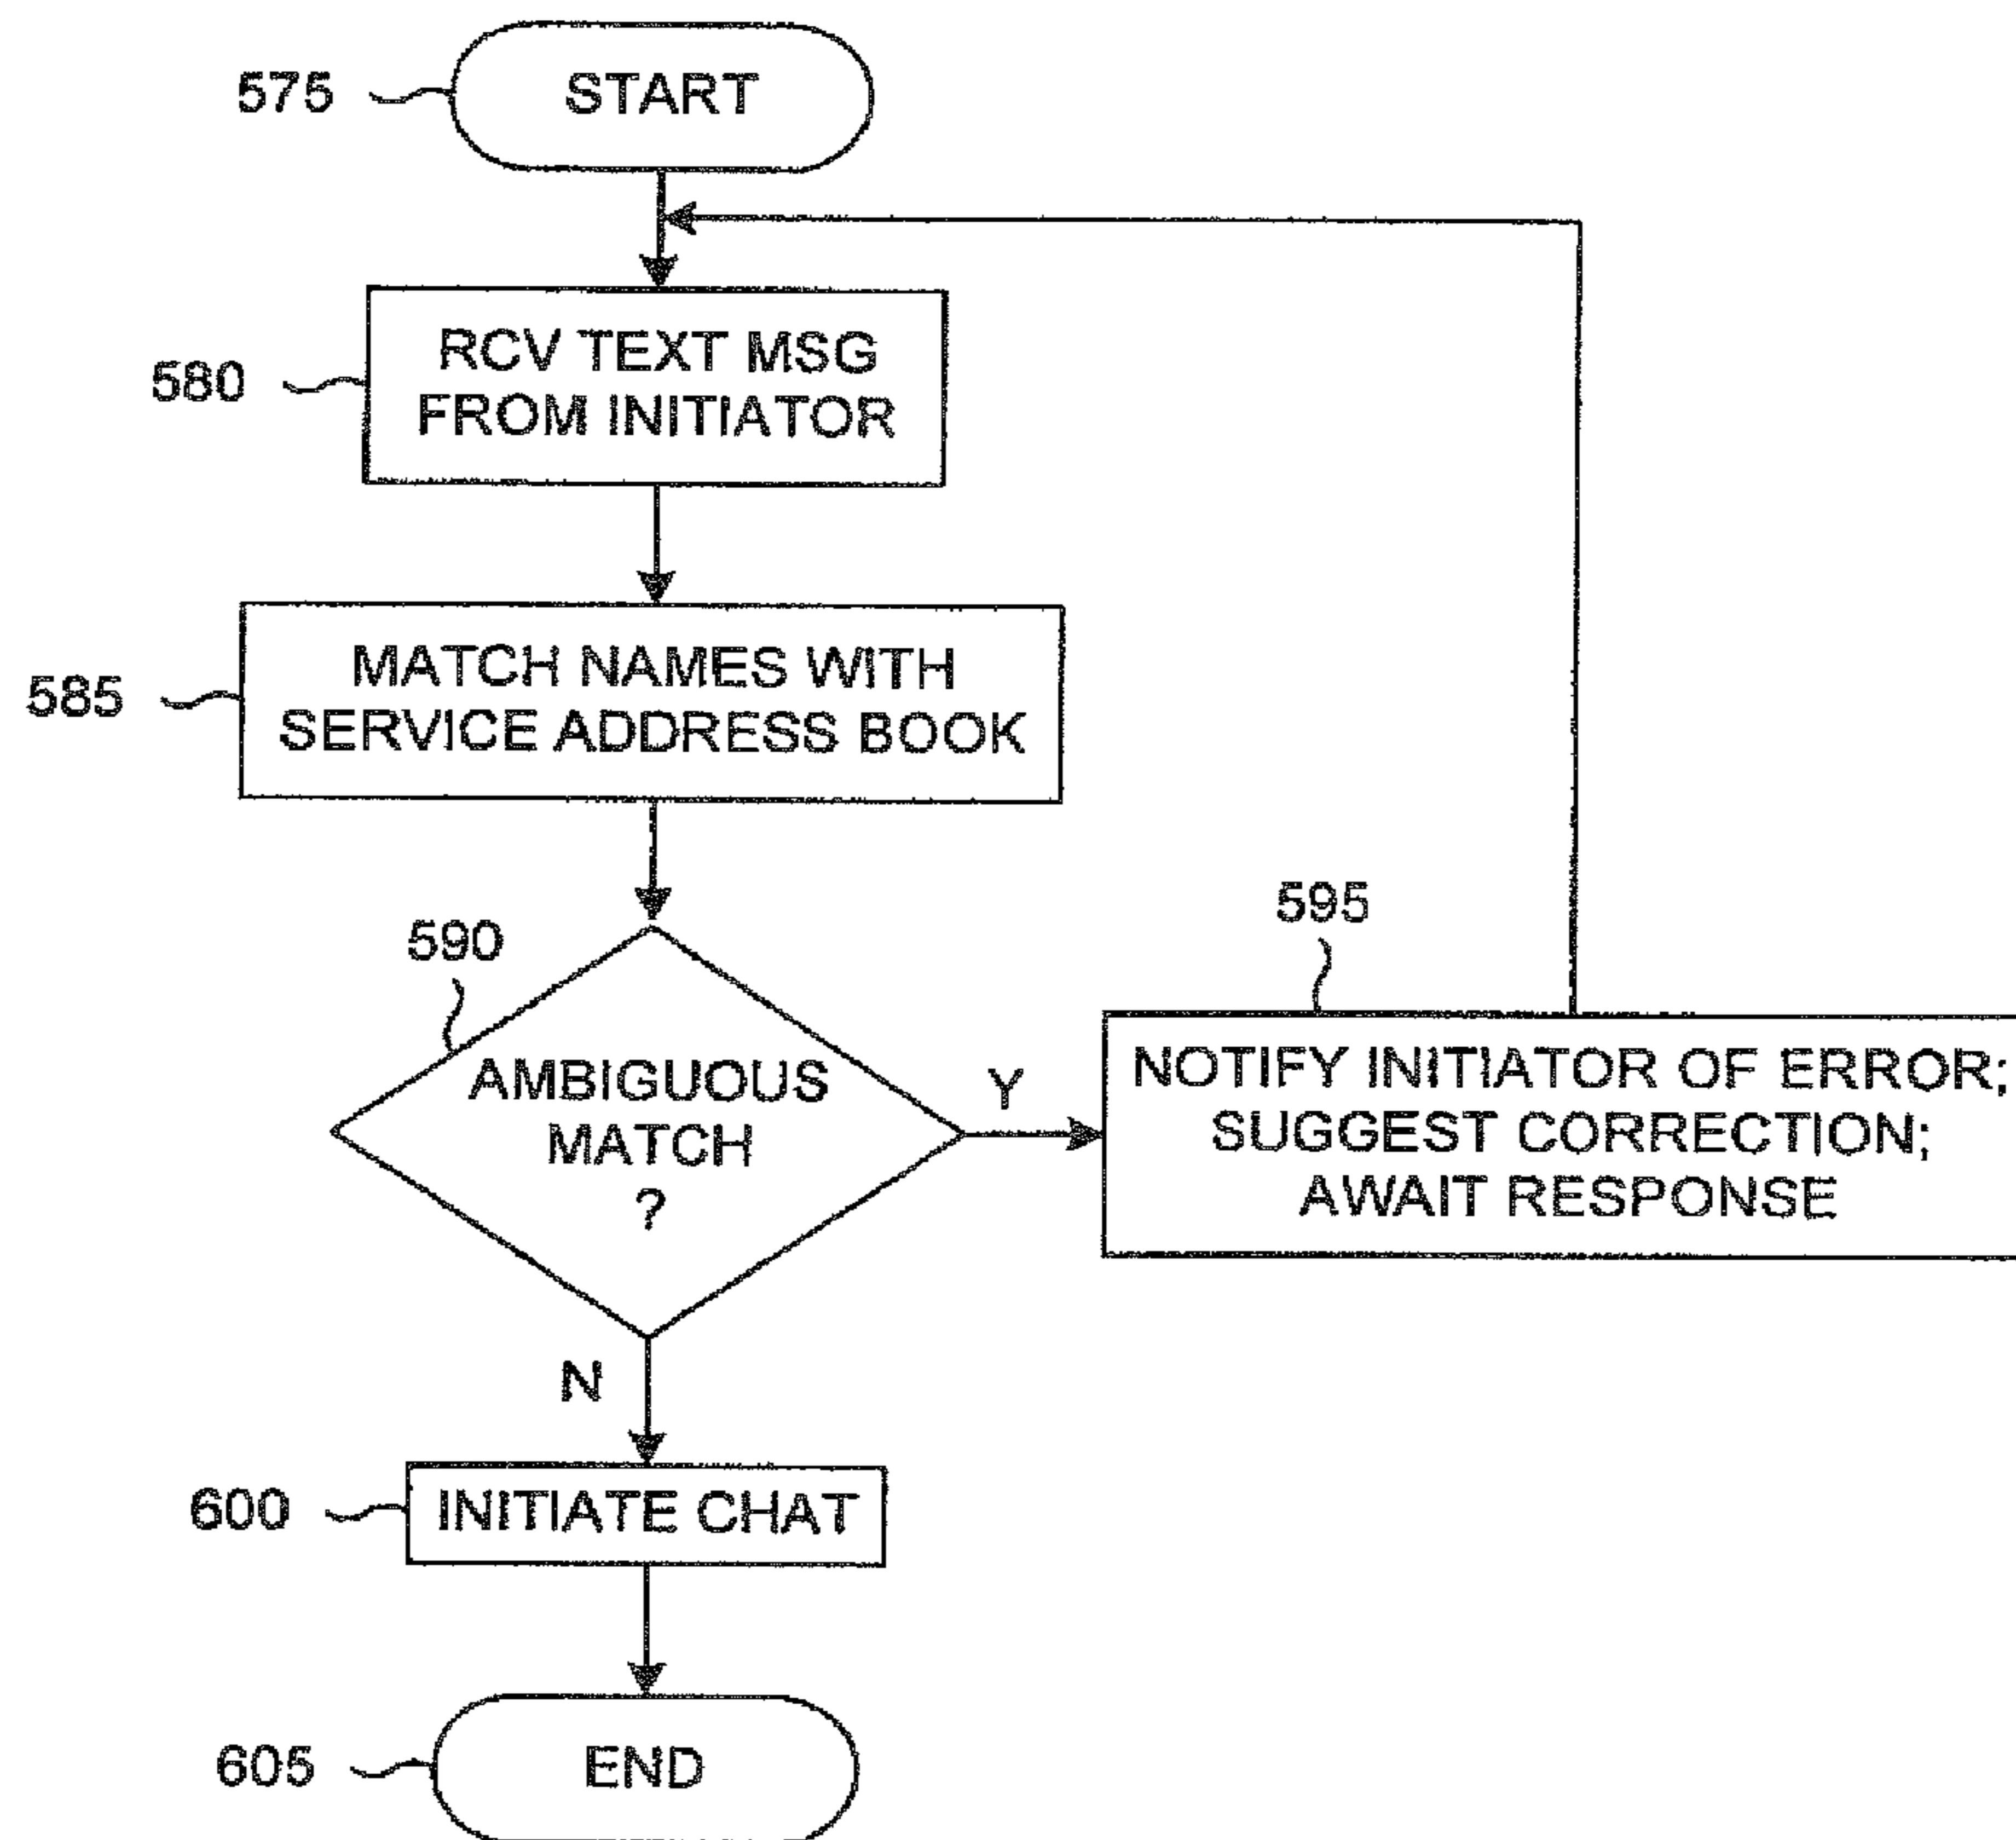 575
START
580
RCV TEXT MSG
FROM INITIATOR
585
MATCH NAMES WITH
SERVICE ADDRESS BOOK
590
AMBIGUOUS
MATCH
?
Y
595
NOTIFY INITIATOR OF ERROR;
SUGGEST CORRECTION;
AWAIT RESPONSE
N
600
INITIATE CHAT
605
END